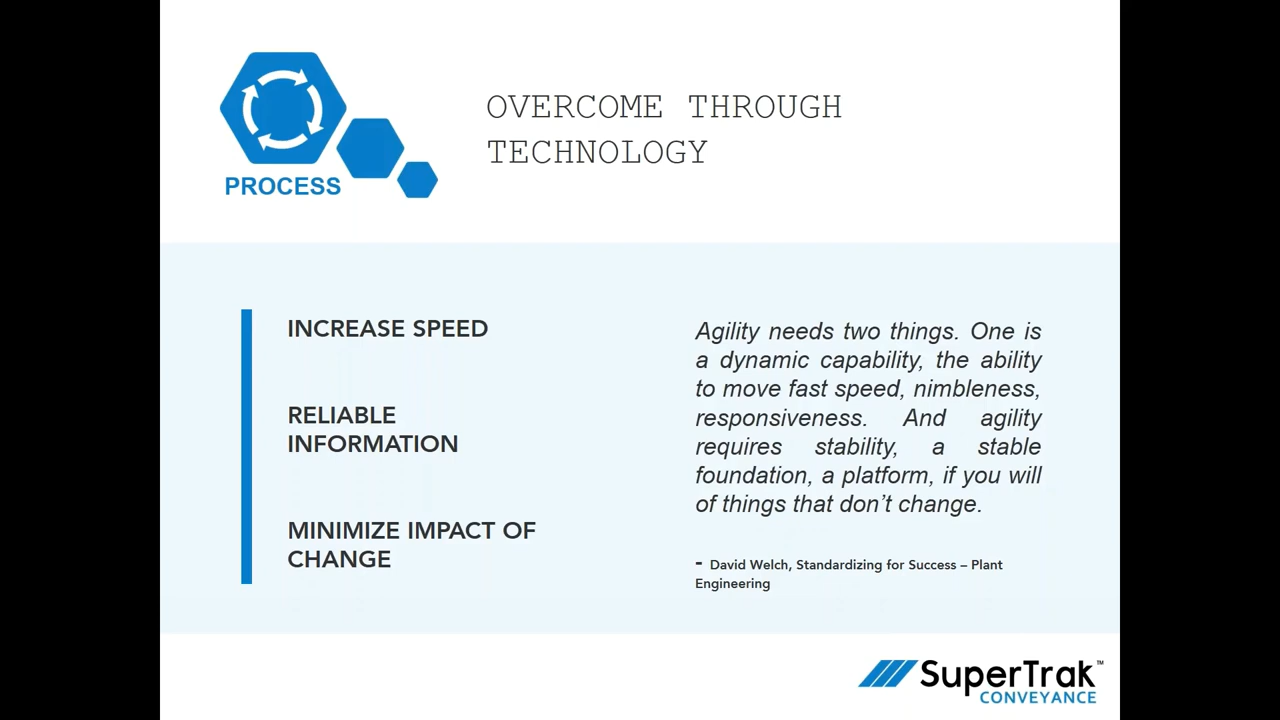 OVERCOME THROUGH
TECHNOLOGY
PROCESS
INCREASE SPEED
RELIABLE
INFORMATION
MINIMIZE IMPACT OF
CHANGE
Agility needs two things. One is
a dynamic capability, the ability
to move fast speed, nimbleness,
responsiveness. And agility
requires stability, a stable
foundation, a platform, if you will
of things that don’t change.
- David Welch, Standardizing for Success – Plant
Engineering
SuperTrak™
CONVEYANCE